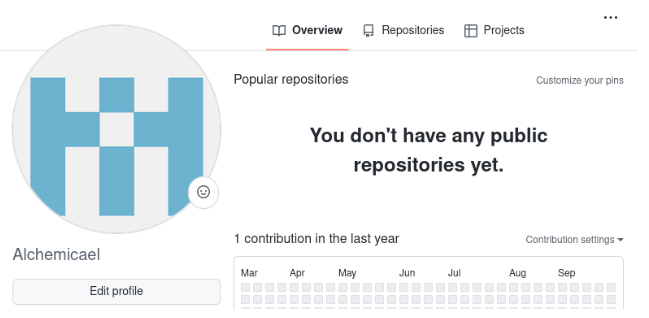 Overview
Repositories
Projects
Popular repositories
Customize your pins
You don't have any public
repositories yet.
1 contribution in the last year
Contribution settings
Alchemicael
Edit profile
Mar Apr May Jun Jul Aug Sep